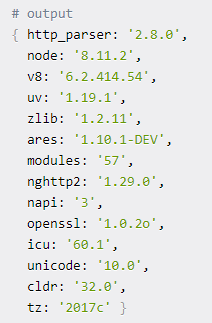 # output
{ http_parser: '2.8.0',
node: '8.11.2',
v8: '6.2.414.54',
uv: '1.19.1',
zlib: '1.2.11',
ares: '1.10.1-DEV',
modules: '57',
nghttp2: '1.29.0',
napi: '3',
openssl: '1.0.2o',
icu: '60.1',
unicode: '10.0',
cldr: '32.0',
tz: '2017c' }